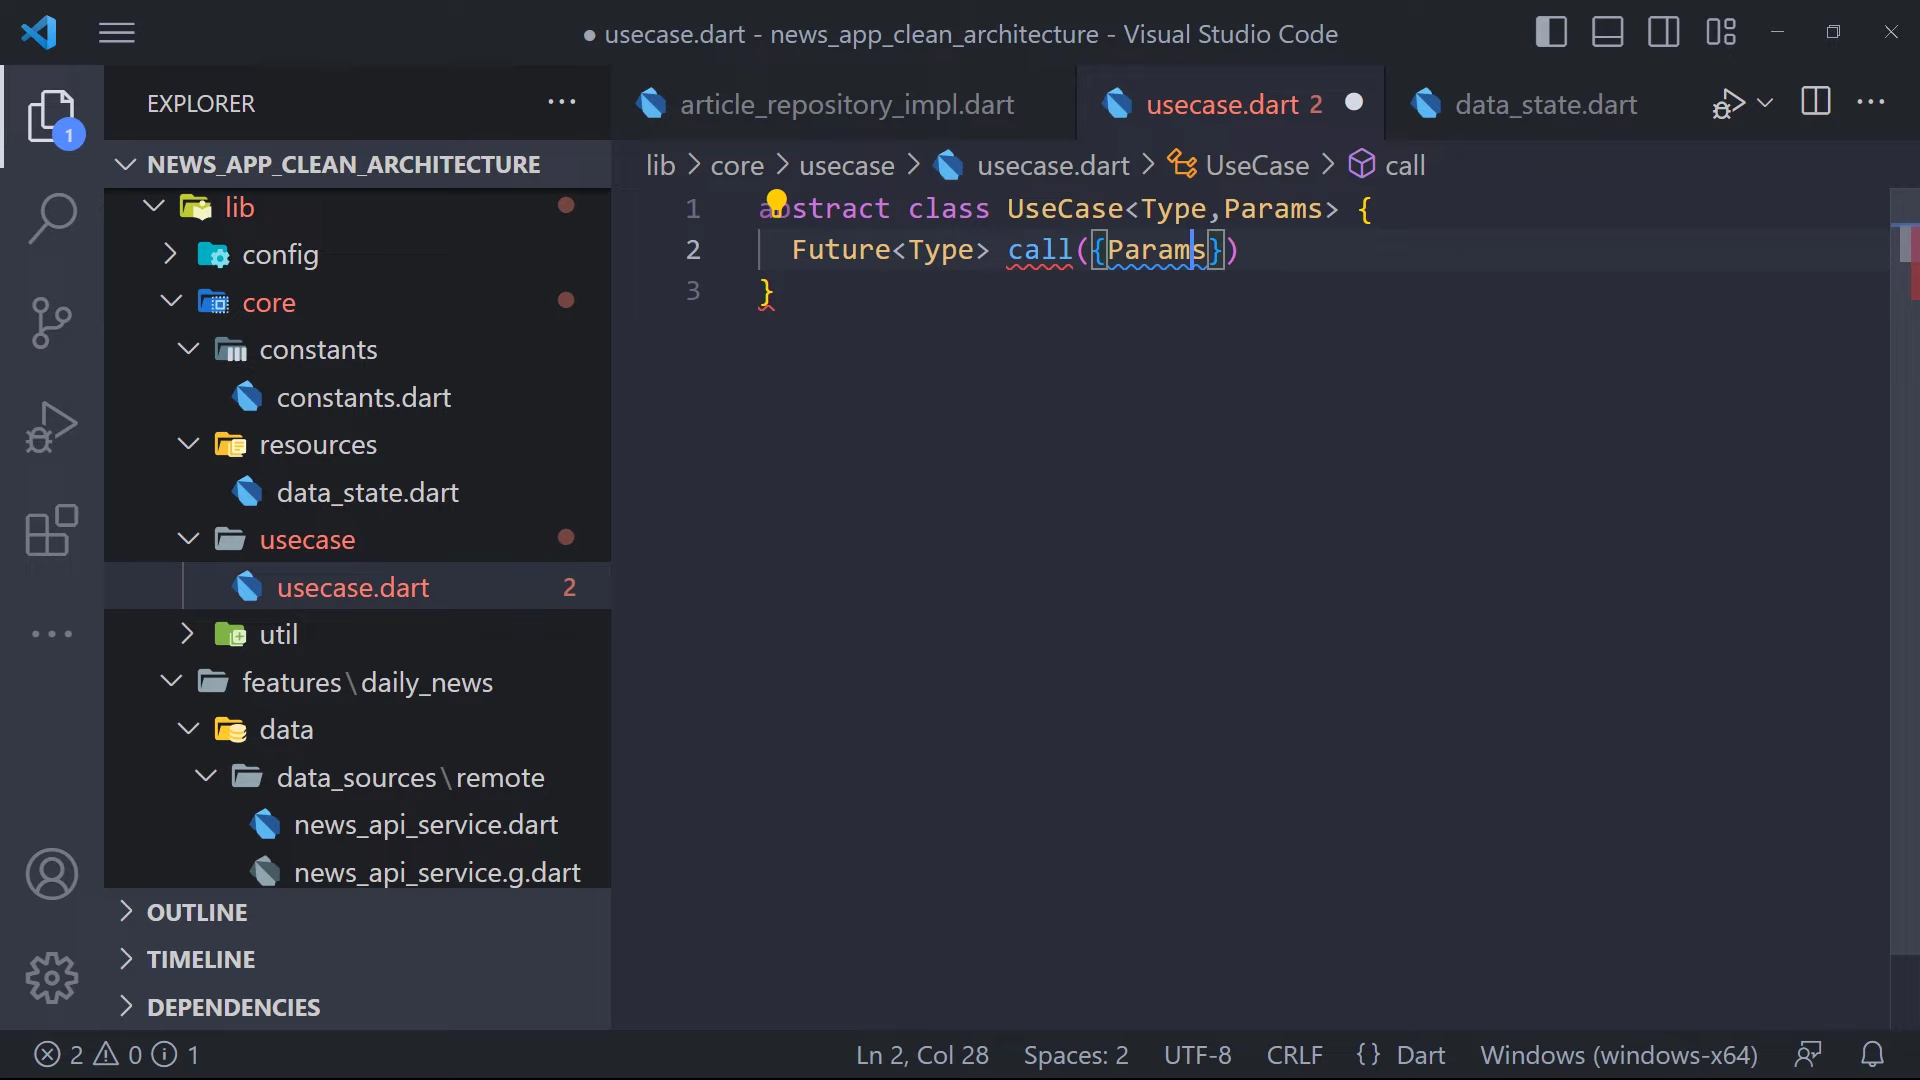 ● usecase.dart - news_app_clean_architecture - Visual Studio Code
EXPLORER
article_repository_impl.dart
usecase.dart 2
data_state.dart
1
NEWS_APP_CLEAN_ARCHITECTURE
lib > core > usecase > usecase.dart > UseCase > call
lib
config
core
constants
constants.dart
resources
data_state.dart
usecase
usecase.dart 2
util
features\daily_news
data
data_sources\remote
news_api_service.dart
news_api_service.g.dart
OUTLINE
TIMELINE
DEPENDENCIES
1 abstract class UseCase<Type,Params> {
2 Future<Type> call({Params})
3 }
2 0 1
Ln 2, Col 28 Spaces: 2 UTF-8 CRLF {} Dart Windows (windows-x64)